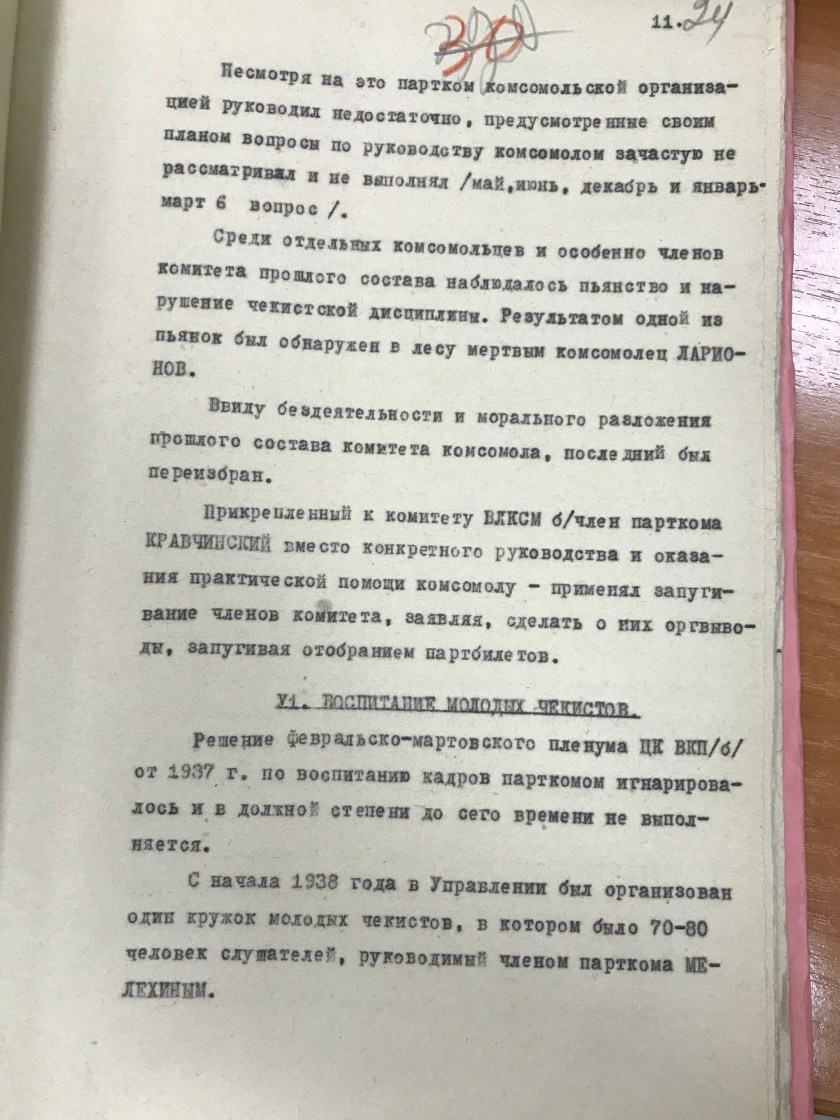 30
11. 24
Несмотря на это партком комсомольской организа-
цией руководил недостаточно, предусмотренные своим
планом вопросы по руководству комсомолом зачастую не
рассматривал и не выполнял /май,июнь, декабрь и январь-
март 6 вопрос /.
Среди отдельных комсомольцев и особенно членов
комитета прошлого состава наблюдалось пьянство и на-
рушение чекистской дисциплины. Результатом одной из
пьянок был обнаружен в лесу мертвым комсомолец ЛАРИО-
НОВ.
Ввиду бездеятельности и морального разложения
прошлого состава комитета комсомола, последний был
переизбран.
Прикрепленный к комитету ВЛКСМ б/член парткома
КРАВЧИНСКИЙ вместо конкретного руководства и оказа-
ния практической помощи комсомолу - применял запуги-
вание членов комитета, заявляя, сделать о них оргвыво-
ды, запугивая отобранием партбилетов.
У1. ВОСПИТАНИЕ МОЛОДЫХ ЧЕКИСТОВ.
Решение февральско-мартовского пленума ЦК ВКП/б/
от 1937 г. по воспитанию кадров парткомом игнарирова-
лось и в должной степени до сего времени не выпол-
няется.
С начала 1938 года в Управлении был организован
один кружок молодых чекистов, в котором было 70-80
человек слушателей, руководимый членом парткома МЕ-
ЛЕХИНЫМ.